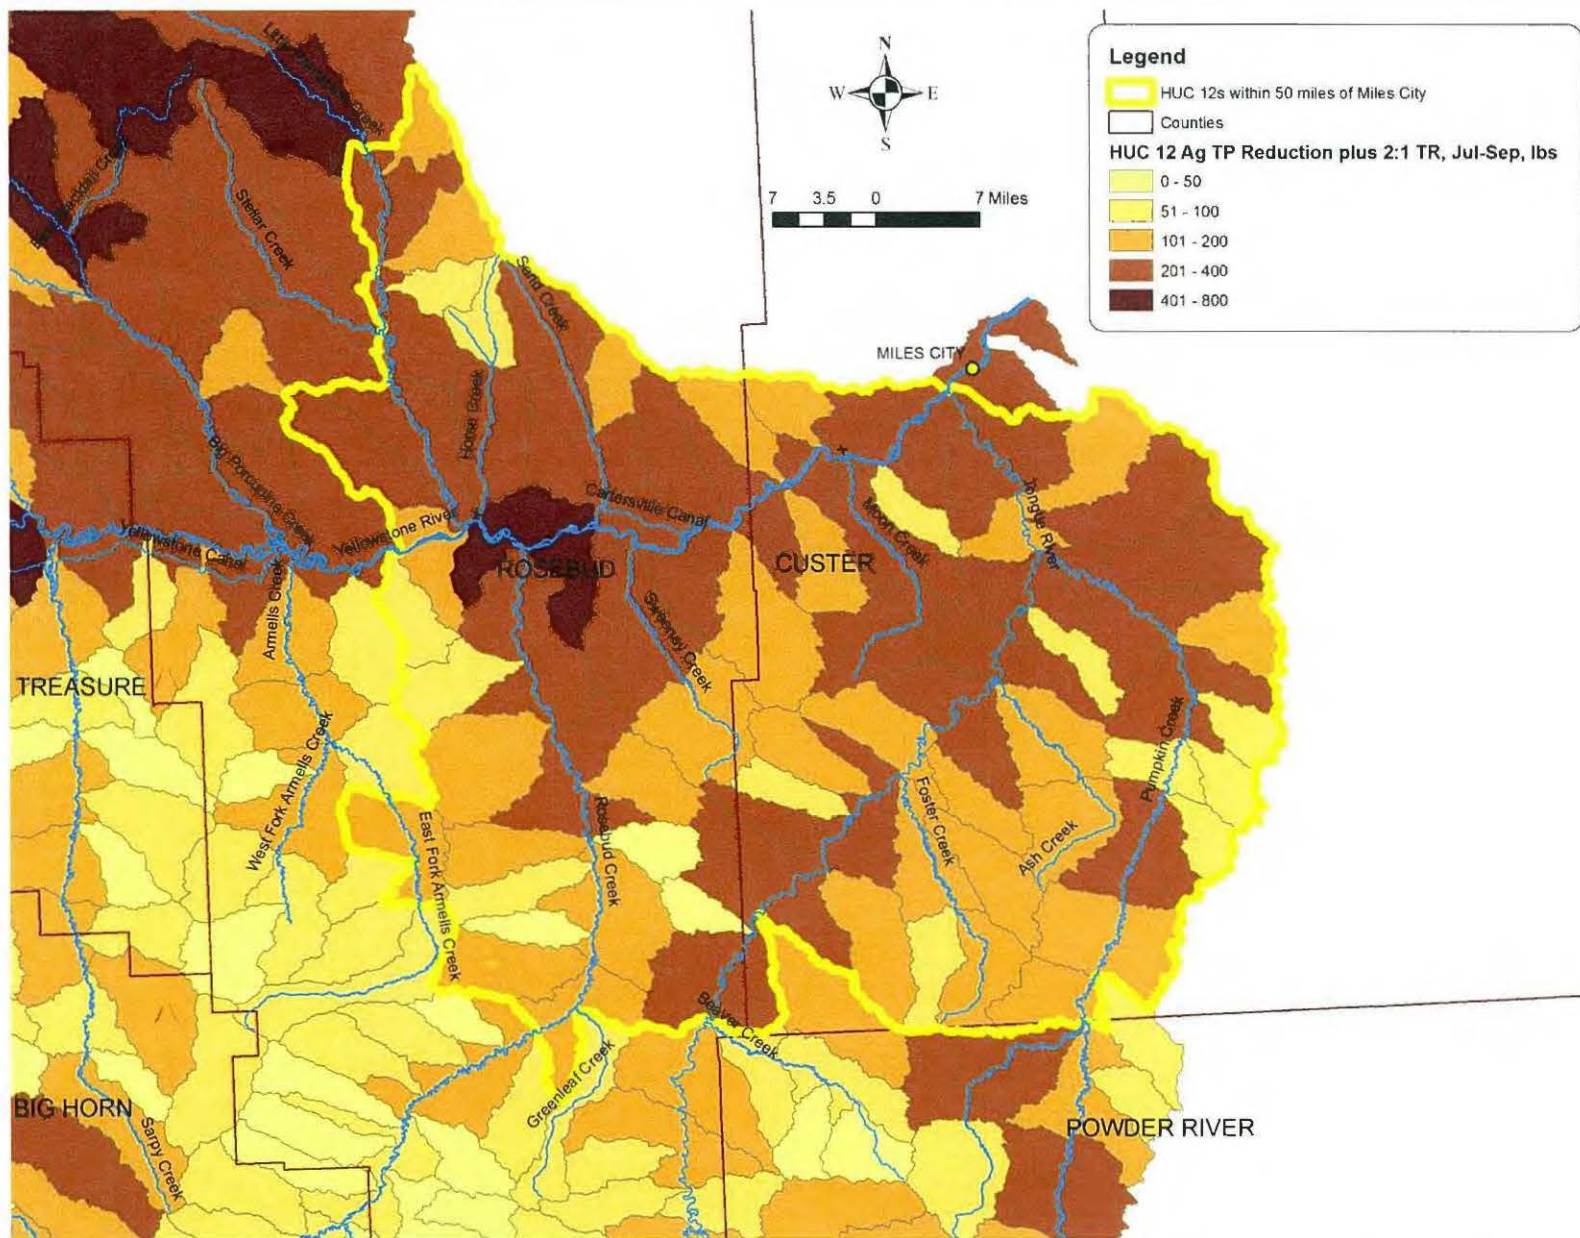 Legend
HUC 12s within 50 miles of Miles City
Counties
HUC 12 Ag TP Reduction plus 2:1 TR, Jul-Sep, lbs
0 - 50
51 - 100
101 - 200
201 - 400
401 - 800
N
W E
S
7 3.5 0 7 Miles
Stellar Creek
Sand Creek
MILES CITY
Horse Creek
Big Porcupine Creek
Cartersville Canal
Yellowstone River
Yellowstone Canal
Moon Creek
Tongue River
ROSEBUD
CUSTER
Armells Creek
Sweeney Creek
TREASURE
West Fork Armells Creek
East Fork Armells Creek
Rosebud Creek
Foster Creek
Ash Creek
Pumpkin Creek
Beaver Creek
Greenleaf Creek
BIG HORN
Sarpy Creek
POWDER RIVER